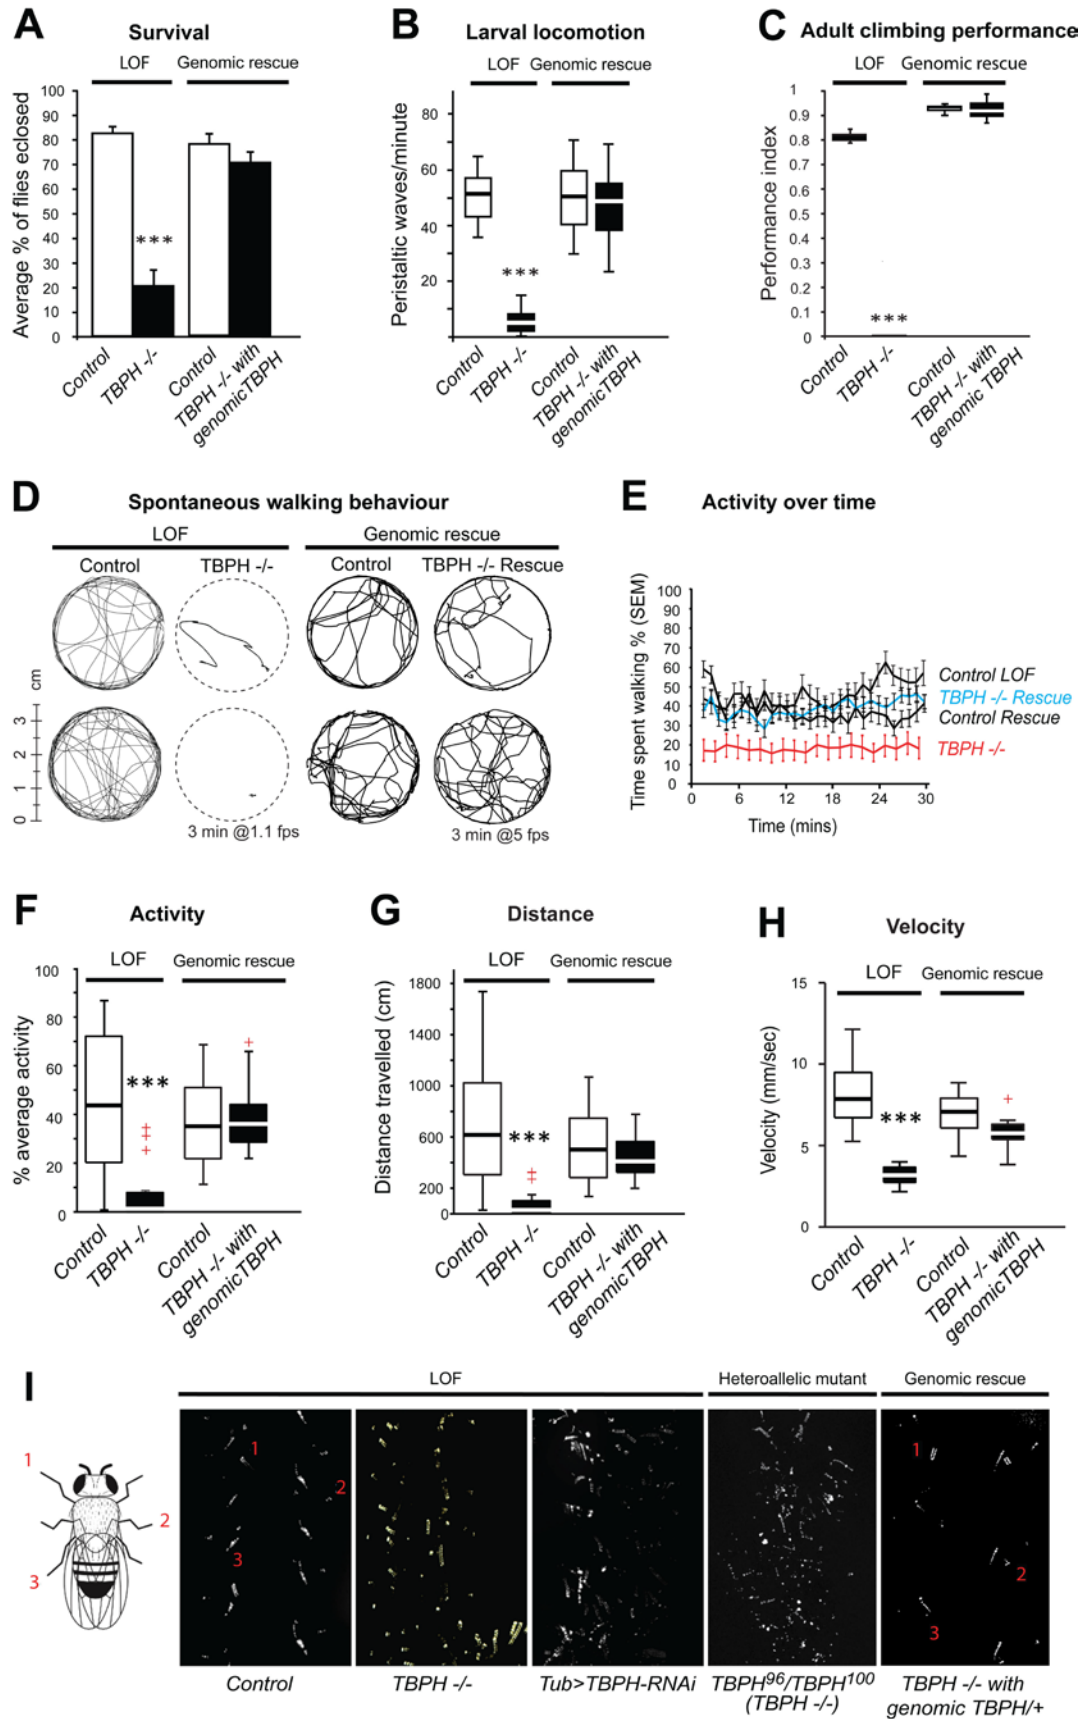 A Survival
LOF Genomic rescue
Average % of flies eclosed
100
90
80
70
60
50
40
30
20
10
0
***
Control
TBPH -/-
Control
TBPH -/- with
genomicTBPH
B Larval locomotion
LOF Genomic rescue
Peristaltic waves/minute
80
60
40
20
***
Control
TBPH -/-
Control
TBPH -/- with
genomicTBPH
C Adult climbing performance
LOF Genomic rescue
Performance index
1
0.9
0.8
0.7
0.6
0.5
0.4
0.3
0.2
0.1
0
***
Control
TBPH -/-
Control
TBPH -/- with
genomic TBPH
D Spontaneous walking behaviour
LOF Genomic rescue
Control TBPH -/- Control TBPH -/- Rescue
cm
3
2
1
0
3 min @1.1 fps 3 min @5 fps
E Activity over time
Time spent walking % (SEM)
100
90
80
70
60
50
40
30
20
10
0
0 6 12 18 24 30
Time (mins)
Control LOF
TBPH -/- Rescue
Control Rescue
TBPH -/-
F Activity
LOF Genomic rescue
% average activity
100
80
60
40
20
0
***
Control
TBPH -/-
Control
TBPH -/- with
genomicTBPH
G Distance
LOF Genomic rescue
Distance travelled (cm)
1800
1400
1000
600
200
0
***
Control
TBPH -/-
Control
TBPH -/- with
genomicTBPH
H Velocity
LOF Genomic rescue
Velocity (mm/sec)
15
10
5
0
***
Control
TBPH -/-
Control
TBPH -/- with
genomicTBPH
I
LOF Heteroallelic mutant Genomic rescue
1
2
3
1
2
3
1
2
3
Control TBPH -/- Tub>TBPH-RNAi TBPH⁹⁶/TBPH¹⁰⁰ TBPH -/- with
(TBPH -/-) genomic TBPH/+